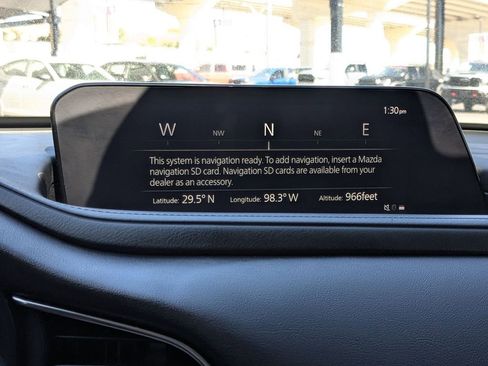 1:30pm
W NW N NE E
This system is navigation ready. To add navigation, insert a Mazda
navigation SD card. Navigation SD cards are available from your
dealer as an accessory.
Latitude: 29.5° N Longitude: 98.3° W Altitude: 966feet